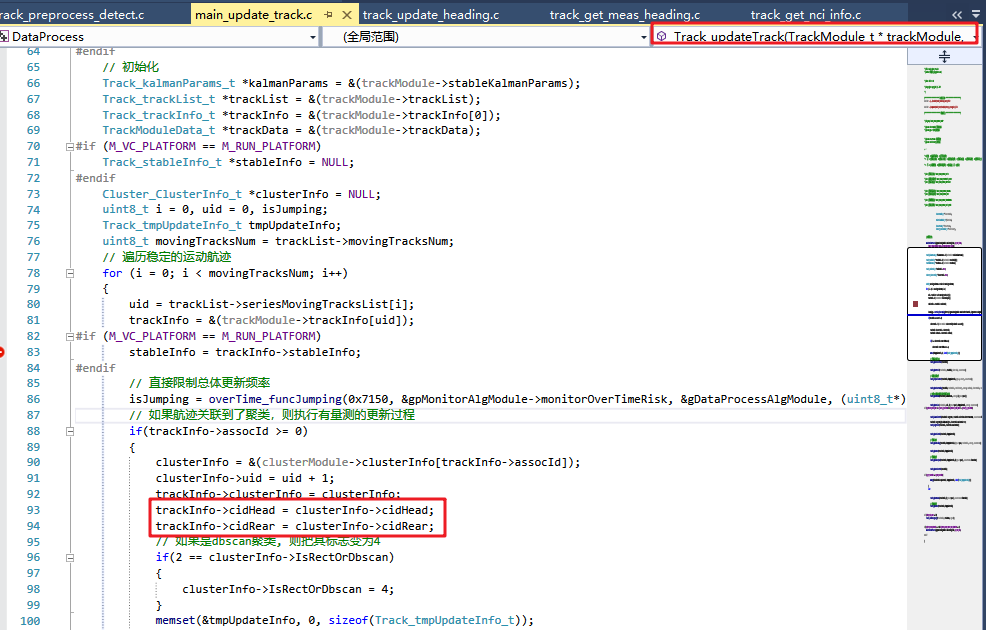 rack_preprocess_detect.c main_update_track.c track_update_heading.c track_get_meas_heading.c track_get_nci_info.c
DataProcess (全局范围) Track_updateTrack(TrackModule_t * trackModule,
64 #endif
65 // 初始化
66 Track_kalmanParams_t *kalmanParams = &(trackModule->stableKalmanParams);
67 Track_trackList_t *trackList = &(trackModule->trackList);
68 Track_trackInfo_t *trackInfo = &(trackModule->trackInfo[0]);
69 TrackModuleData_t *trackData = &(trackModule->trackData);
70 #if (M_VC_PLATFORM == M_RUN_PLATFORM)
71 Track_stableInfo_t *stableInfo = NULL;
72 #endif
73 Cluster_ClusterInfo_t *clusterInfo = NULL;
74 uint8_t i = 0, uid = 0, isJumping;
75 Track_tmpUpdateInfo_t tmpUpdateInfo;
76 uint8_t movingTracksNum = trackList->movingTracksNum;
77 // 遍历稳定的运动航迹
78 for (i = 0; i < movingTracksNum; i++)
79 {
80 uid = trackList->seriesMovingTracksList[i];
81 trackInfo = &(trackModule->trackInfo[uid]);
82 #if (M_VC_PLATFORM == M_RUN_PLATFORM)
83 stableInfo = trackInfo->stableInfo;
84 #endif
85 // 直接限制总体更新频率
86 isJumping = overTime_funcJumping(0x7150, &gpMonitorAlgModule->monitorOverTimeRisk, &gDataProcessAlgModule, (uint8_t*)
87 // 如果航迹关联到了聚类，则执行有量测的更新过程
88 if(trackInfo->assocId >= 0)
89 {
90 clusterInfo = &(clusterModule->clusterInfo[trackInfo->assocId]);
91 clusterInfo->uid = uid + 1;
92 trackInfo->clusterInfo = clusterInfo;
93 trackInfo->cidHead = clusterInfo->cidHead;
94 trackInfo->cidRear = clusterInfo->cidRear;
95 // 如果是dbscan聚类，则把其标志变为4
96 if(2 == clusterInfo->IsRectOrDbscan)
97 {
98 clusterInfo->IsRectOrDbscan = 4;
99 }
100 memset(&tmpUpdateInfo, 0, sizeof(Track_tmpUpdateInfo_t));